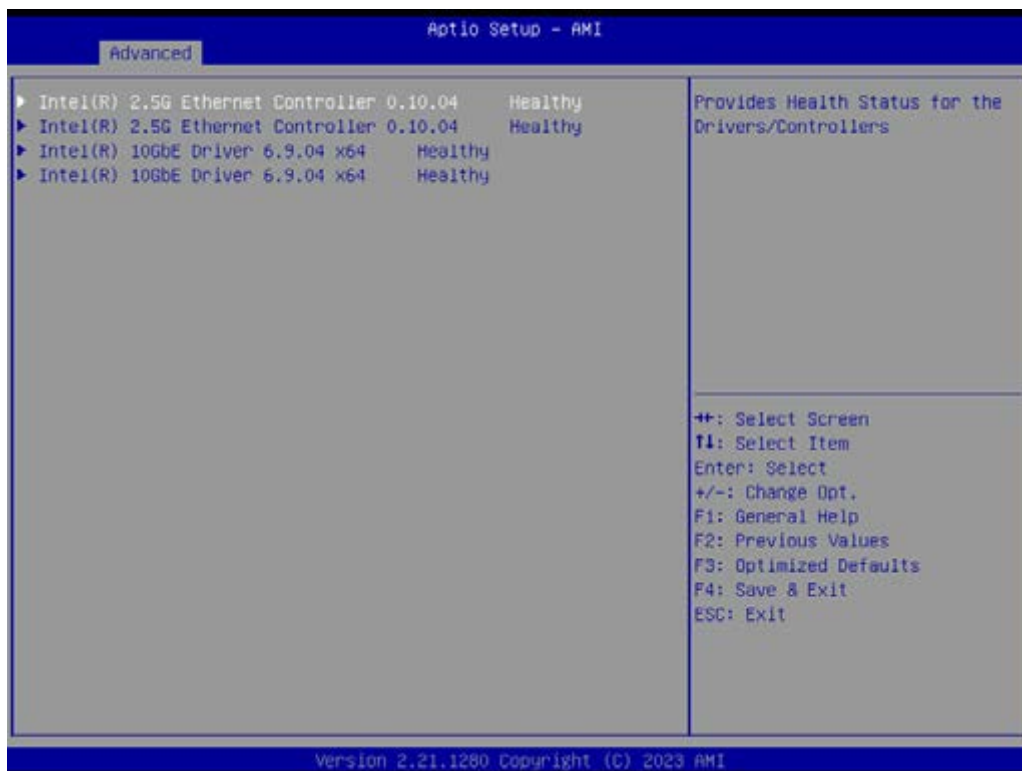 Aptio Setup - AMI
Advanced
Intel(R) 2.5G Ethernet Controller 0.10.04 Healthy
Intel(R) 2.5G Ethernet Controller 0.10.04 Healthy
Intel(R) 10GbE Driver 6.9.04 x64 Healthy
Intel(R) 10GbE Driver 6.9.04 x64 Healthy
Provides Health Status for the
Drivers/Controllers
→←: Select Screen
↑↓: Select Item
Enter: Select
+/-: Change Opt.
F1: General Help
F2: Previous Values
F3: Optimized Defaults
F4: Save & Exit
ESC: Exit
Version 2.21.1280 Copyright (C) 2023 AMI